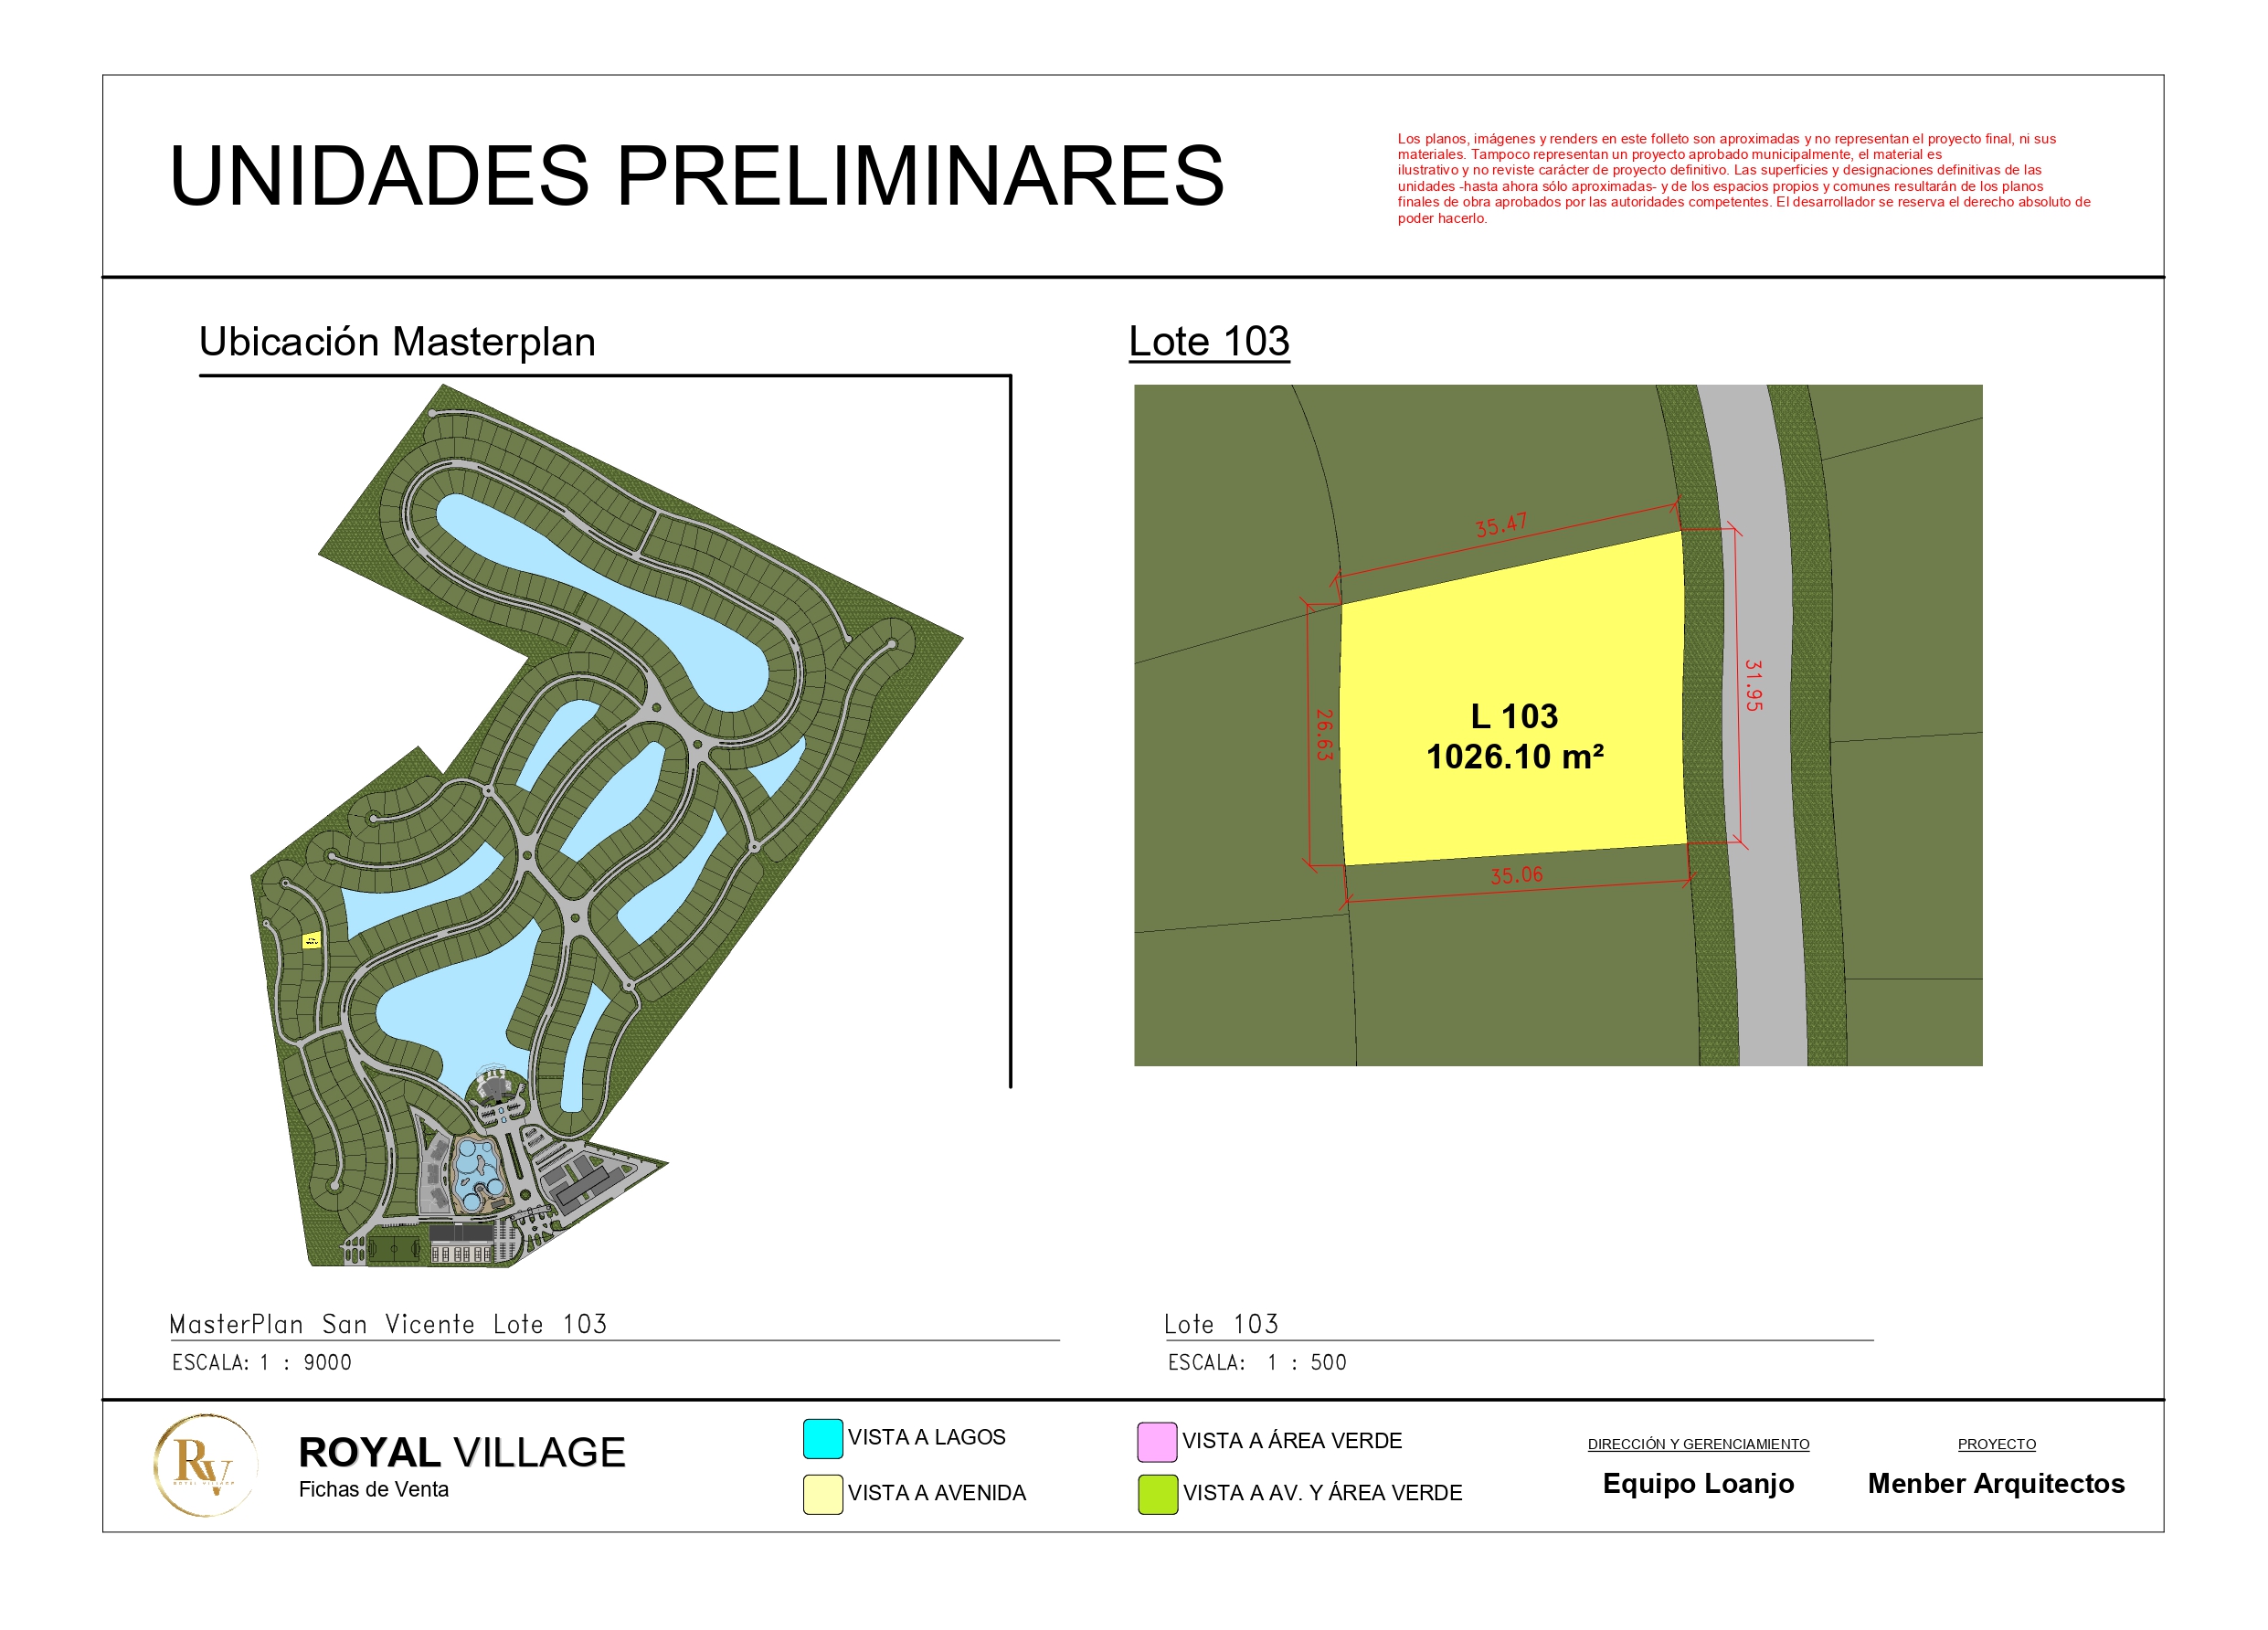 UNIDADES PRELIMINARES
Los planos, imágenes y renders en este folleto son aproximadas y no representan el proyecto final, ni sus
materiales. Tampoco representan un proyecto aprobado municipalmente, el material es
ilustrativo y no reviste carácter de proyecto definitivo. Las superficies y designaciones definitivas de las
unidades -hasta ahora sólo aproximadas- y de los espacios propios y comunes resultarán de los planos
finales de obra aprobados por las autoridades competentes. El desarrollador se reserva el derecho absoluto de
poder hacerlo.
Ubicación Masterplan
Lote 103
35.47
31.95
26.63
L 103
1026.10 m²
35.06
MasterPlan San Vicente Lote 103
ESCALA: 1 : 9000
Lote 103
ESCALA: 1 : 500
RV
ROYAL VILLAGE
ROYAL VILLAGE
Fichas de Venta
VISTA A LAGOS
VISTA A AVENIDA
VISTA A ÁREA VERDE
VISTA A AV. Y ÁREA VERDE
DIRECCIÓN Y GERENCIAMIENTO
Equipo Loanjo
PROYECTO
Menber Arquitectos